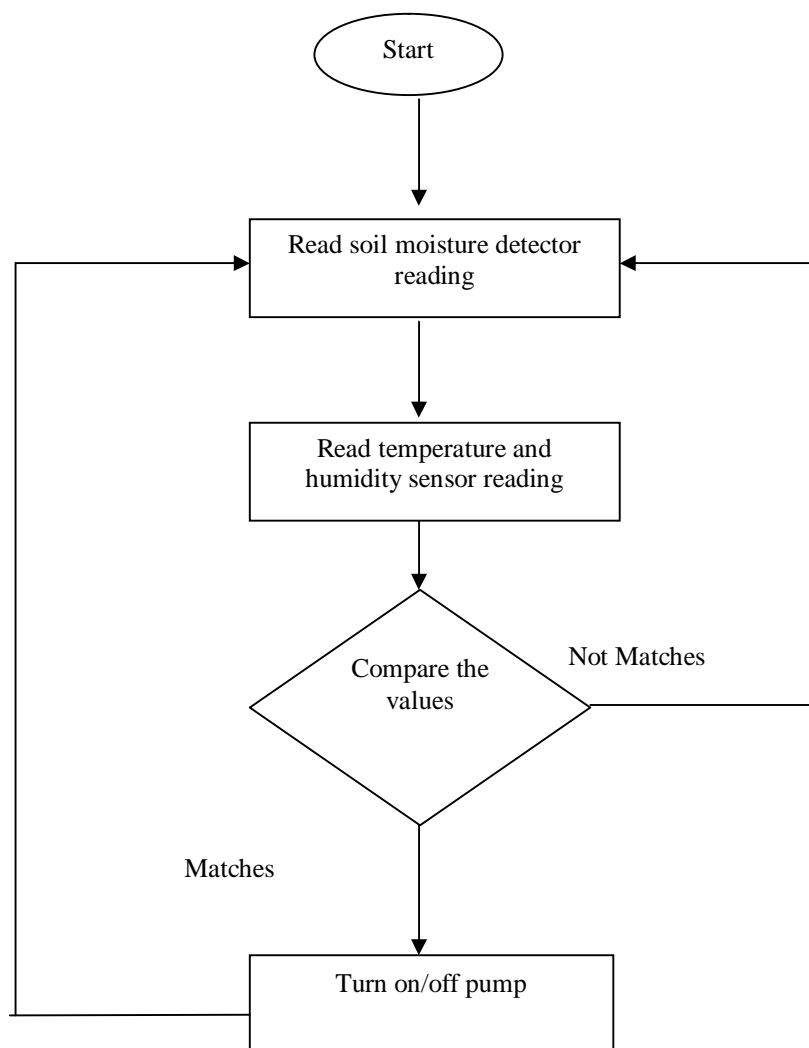 Start
Read soil moisture detector
reading
Read temperature and
humidity sensor reading
Compare the
values
Not Matches
Matches
Turn on/off pump